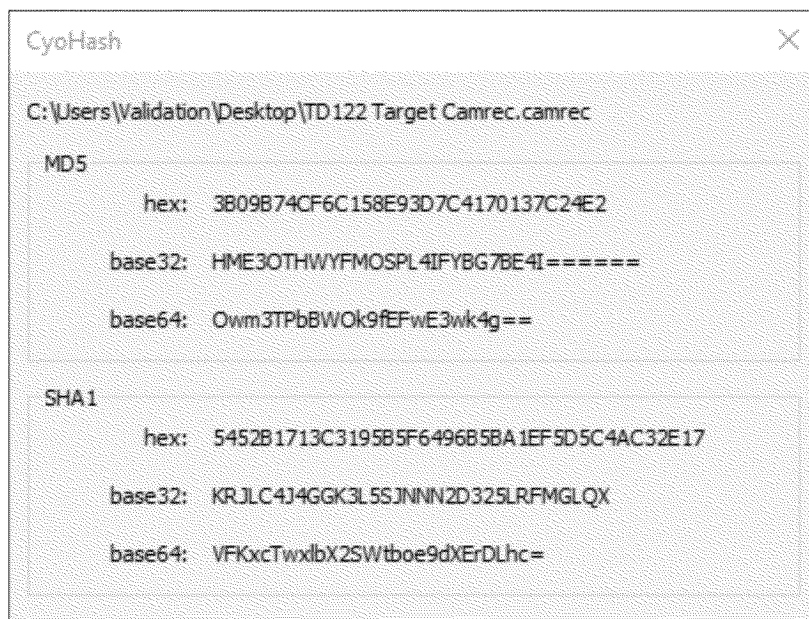 CyoHash
C:\Users\Validation\Desktop\TD122 Target Camrec.camrec
MD5
hex: 3B09B74CF6C158E93D7C4170137C24E2
base32: HME3OTHWYFMOSPL4IFYBG7BE4I======
base64: Owm3TPbBWOk9fEFwE3wk4g==
SHA1
hex: 5452B1713C3195B5F6496B5BA1EF5D5C4AC32E17
base32: KRJLC4J4GGK3L5SJNNN2D325LRFMGLQX
base64: VFKxcTwxlbX2SWtboe9dXErDLhc=